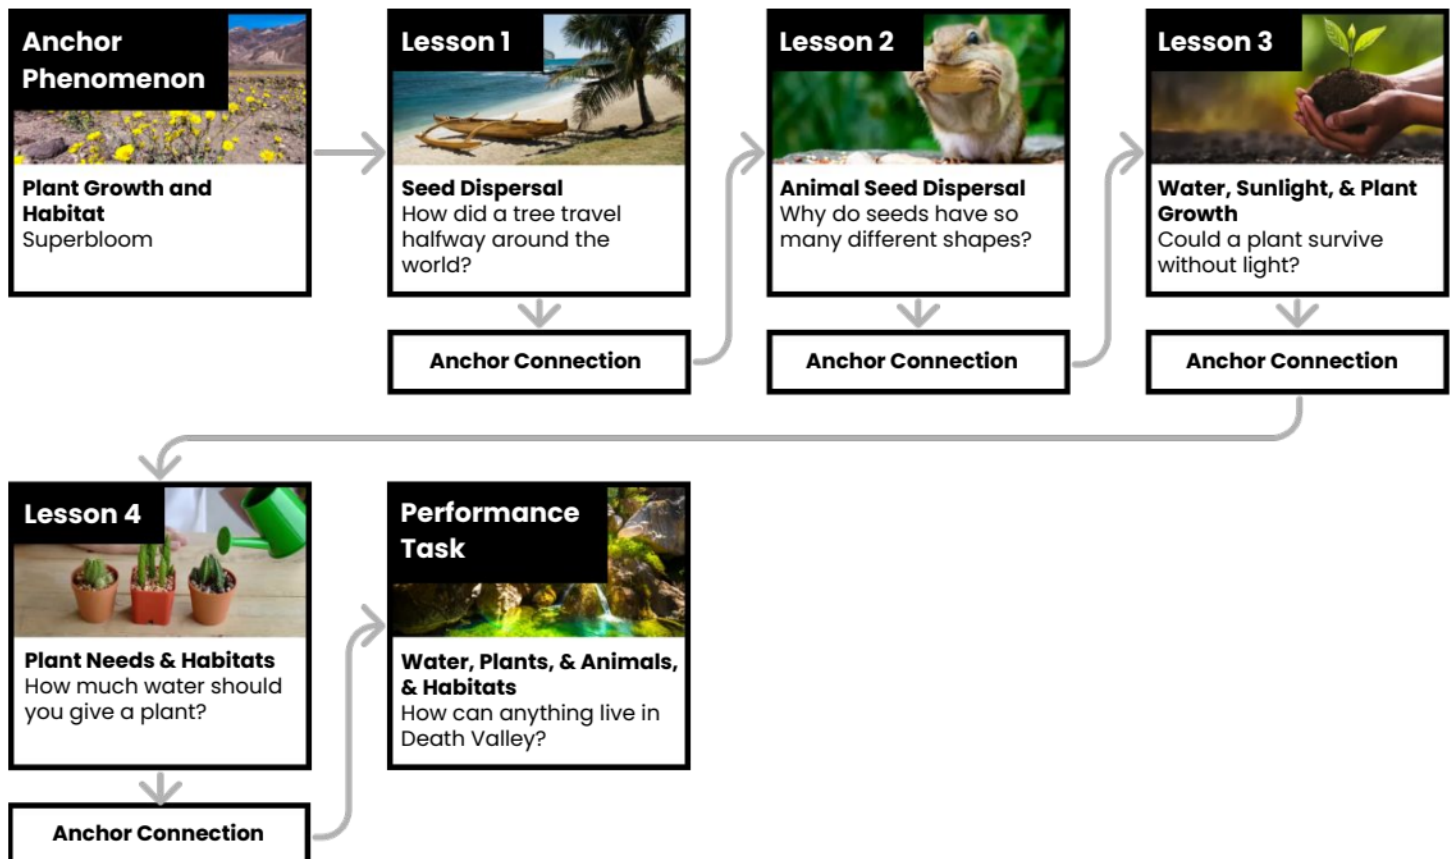 Anchor
Phenomenon
Plant Growth and
Habitat
Superbloom
Lesson 1
Seed Dispersal
How did a tree travel
halfway around the
world?
Anchor Connection
Lesson 2
Animal Seed Dispersal
Why do seeds have so
many different shapes?
Anchor Connection
Lesson 3
Water, Sunlight, & Plant
Growth
Could a plant survive
without light?
Anchor Connection
Lesson 4
Plant Needs & Habitats
How much water should
you give a plant?
Anchor Connection
Performance
Task
Water, Plants, & Animals,
& Habitats
How can anything live in
Death Valley?